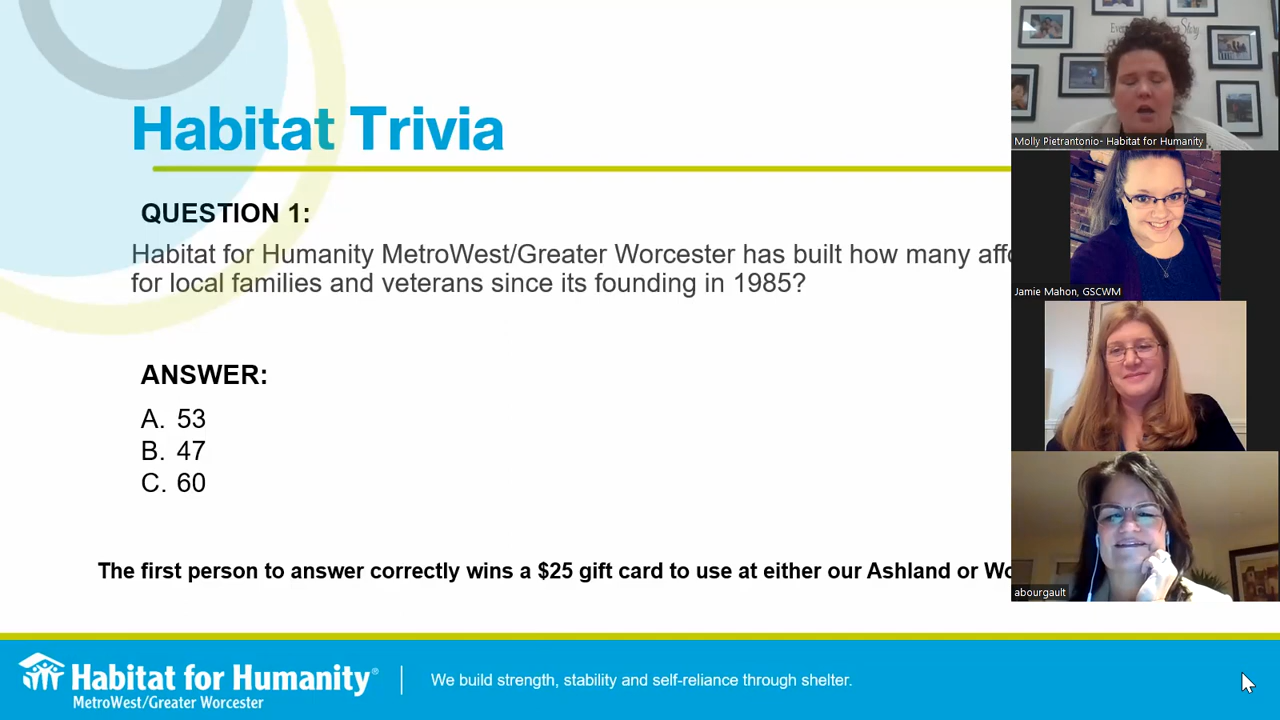 Habitat Trivia
QUESTION 1:
Habitat for Humanity MetroWest/Greater Worcester has built how many affo
for local families and veterans since its founding in 1985?
ANSWER:
A. 53
B. 47
C. 60
The first person to answer correctly wins a $25 gift card to use at either our Ashland or Wo
Habitat for Humanity®
MetroWest/Greater Worcester
We build strength, stability and self-reliance through shelter.
Story
Molly Pietrantonio- Habitat for Humanity
Jamie Mahon, GSCWM
abourgault